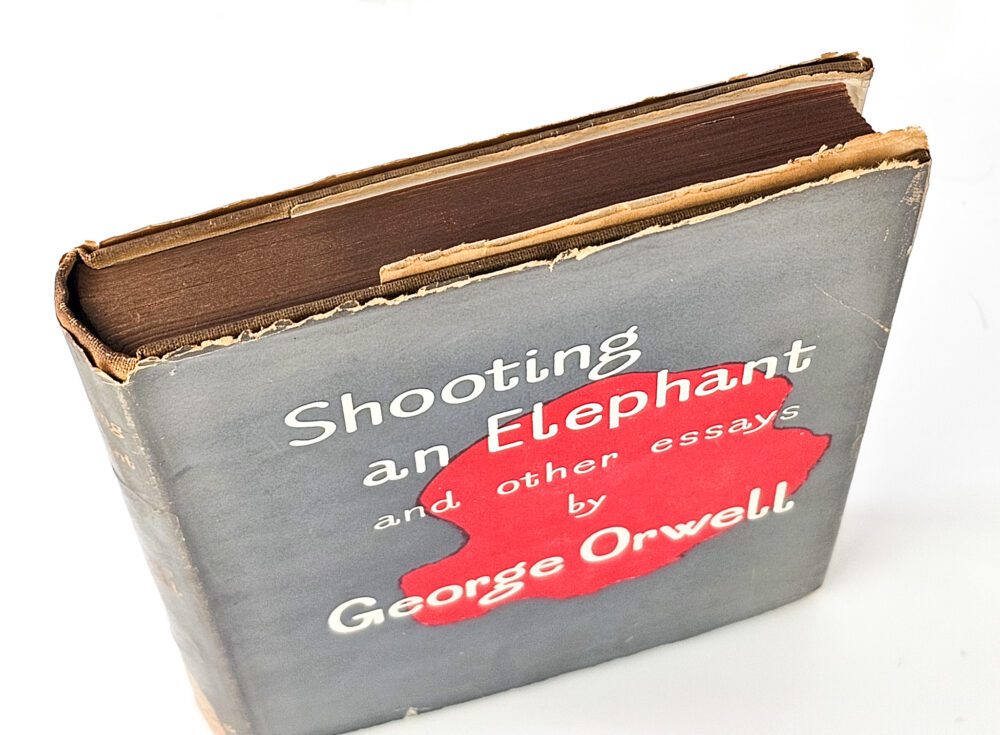 Shooting
an Elephant
and other essays
by
George Orwell